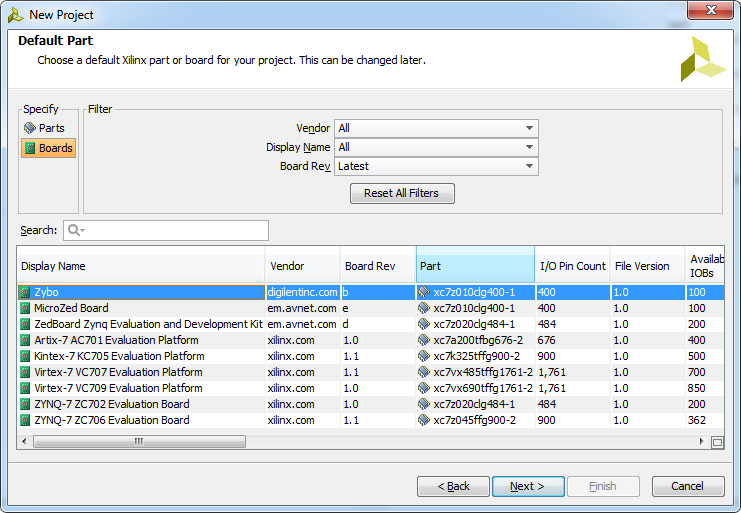 New Project
Default Part
Choose a default Xilinx part or board for your project. This can be changed later.
Specify
Parts
Boards
Filter
Vendor All
Display Name All
Board Rev Latest
Reset All Filters
Search:
Display Name Vendor Board Rev Part I/O Pin Count File Version Availab IOBs
Zybo digilentinc.com b xc7z010clg400-1 400 1.0 100
MicroZed Board em.avnet.com e xc7z010clg400-1 400 1.0 100
ZedBoard Zynq Evaluation and Development Kit em.avnet.com d xc7z020clg484-1 484 1.0 200
Artix-7 AC701 Evaluation Platform xilinx.com 1.0 xc7a200tfbg676-2 676 1.0 400
Kintex-7 KC705 Evaluation Platform xilinx.com 1.1 xc7k325tffg900-2 900 1.0 500
Virtex-7 VC707 Evaluation Platform xilinx.com 1.1 xc7vx485tffg1761-2 1,761 1.0 700
Virtex-7 VC709 Evaluation Platform xilinx.com 1.0 xc7vx690tffg1761-2 1,761 1.0 850
ZYNQ-7 ZC702 Evaluation Board xilinx.com 1.0 xc7z020clg484-1 484 1.0 200
ZYNQ-7 ZC706 Evaluation Board xilinx.com 1.1 xc7z045ffg900-2 900 1.0 362
< Back
Next >
Finish
Cancel